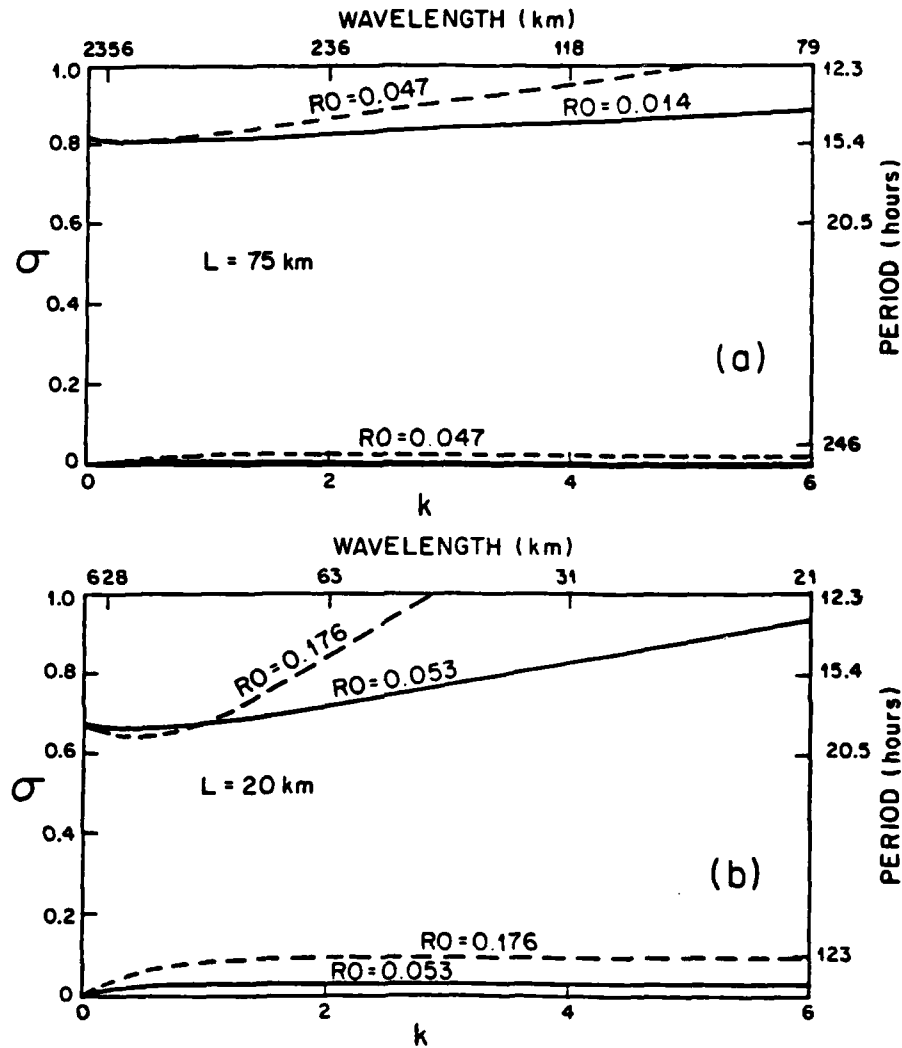 WAVELENGTH (km)
2356 236 118 79
1.0 12.3
RO=0.047
RO=0.014
0.8 15.4
0.6 20.5
σ
L = 75 km
PERIOD (hours)
0.4
(a)
0.2
RO=0.047
246
0
0 2 4 6
k
WAVELENGTH (km)
628 63 31 21
1.0 12.3
RO=0.176
RO=0.053
0.8 15.4
0.6 20.5
σ
L = 20 km
PERIOD (hours)
0.4
(b)
0.2
RO=0.176
123
RO=0.053
0
0 2 4 6
k